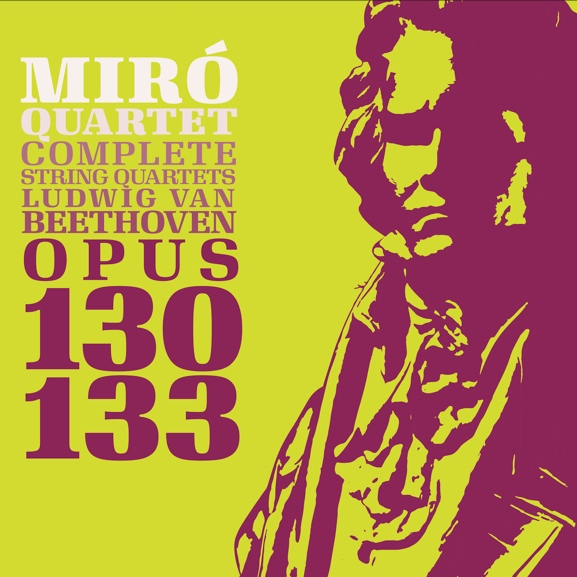 MIRÓ
QUARTET
COMPLETE
STRING QUARTETS
LUDWIG VAN
BEETHOVEN
OPUS
130
133